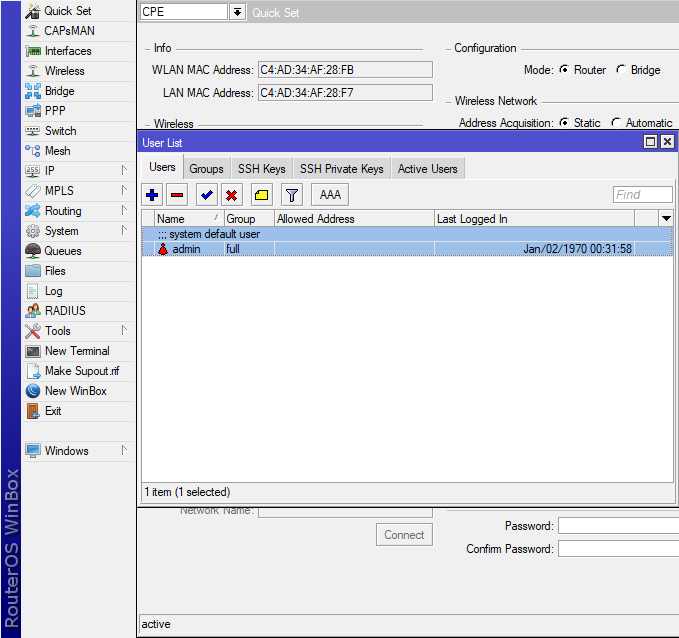 Quick Set
CAPsMAN
Interfaces
Wireless
Bridge
PPP
Switch
Mesh
IP
MPLS
Routing
System
Queues
Files
Log
RADIUS
Tools
New Terminal
Make Supout.rif
New WinBox
Exit
Windows
RouterOS WinBox
CPE Quick Set
Info
WLAN MAC Address: C4:AD:34:AF:28:FB
LAN MAC Address: C4:AD:34:AF:28:F7
Wireless
Configuration
Mode: Router Bridge
Wireless Network
Address Acquisition: Static Automatic
User List
Users Groups SSH Keys SSH Private Keys Active Users
AAA Find
Name Group Allowed Address Last Logged In
;;; system default user
admin full Jan/02/1970 00:31:58
1 item (1 selected)
Network Name:
Connect
Password:
Confirm Password:
active